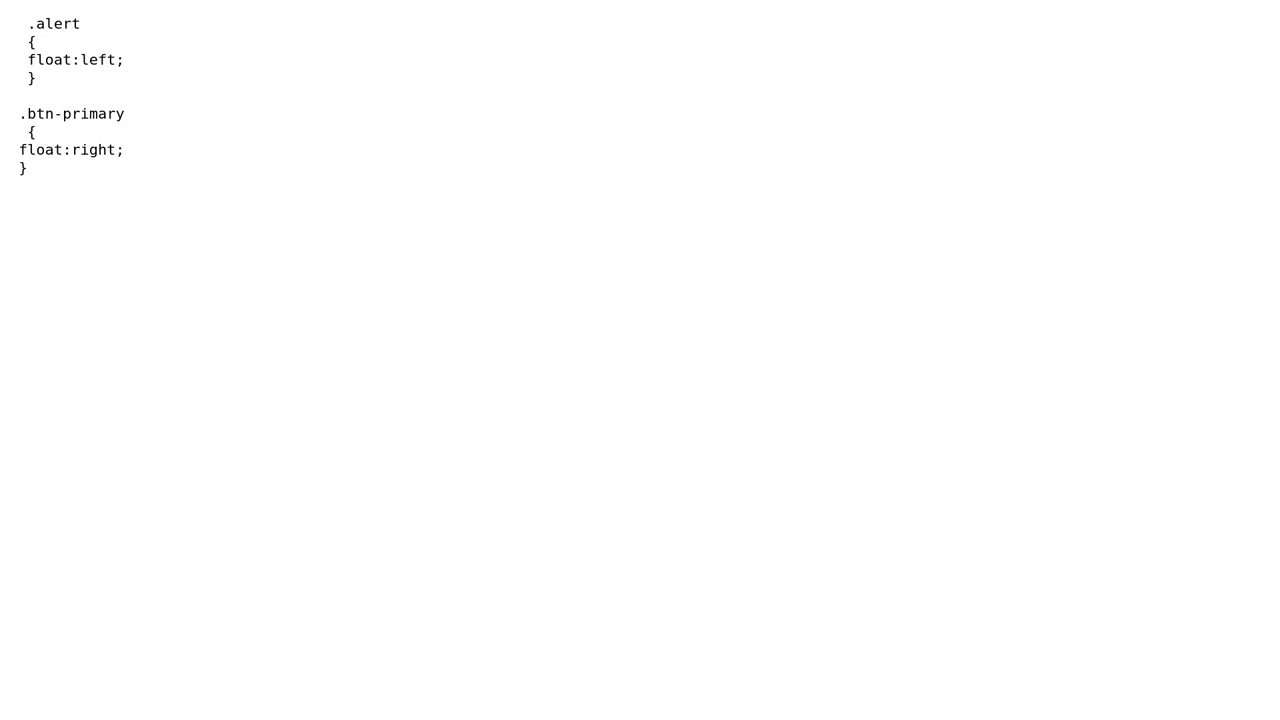 .alert
{
float:left;
}

.btn-primary
{
float:right;
}